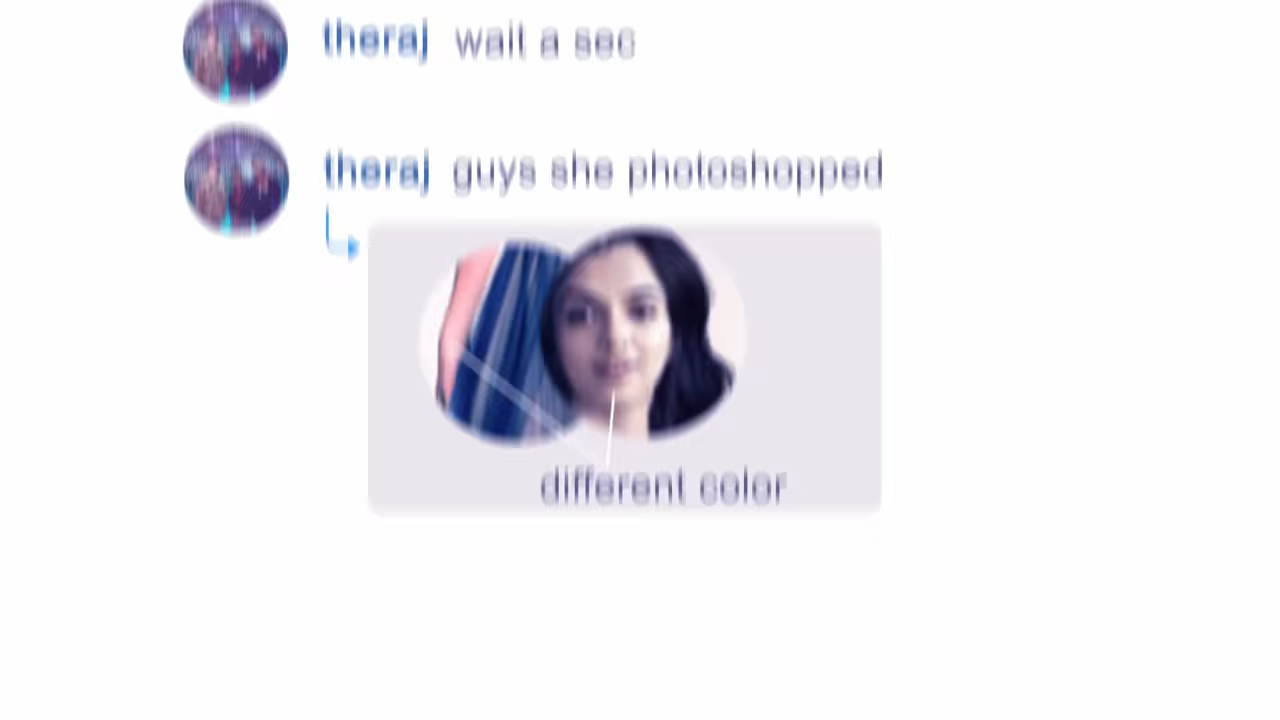 theraj wait a sec
theraj guys she photoshopped
different color